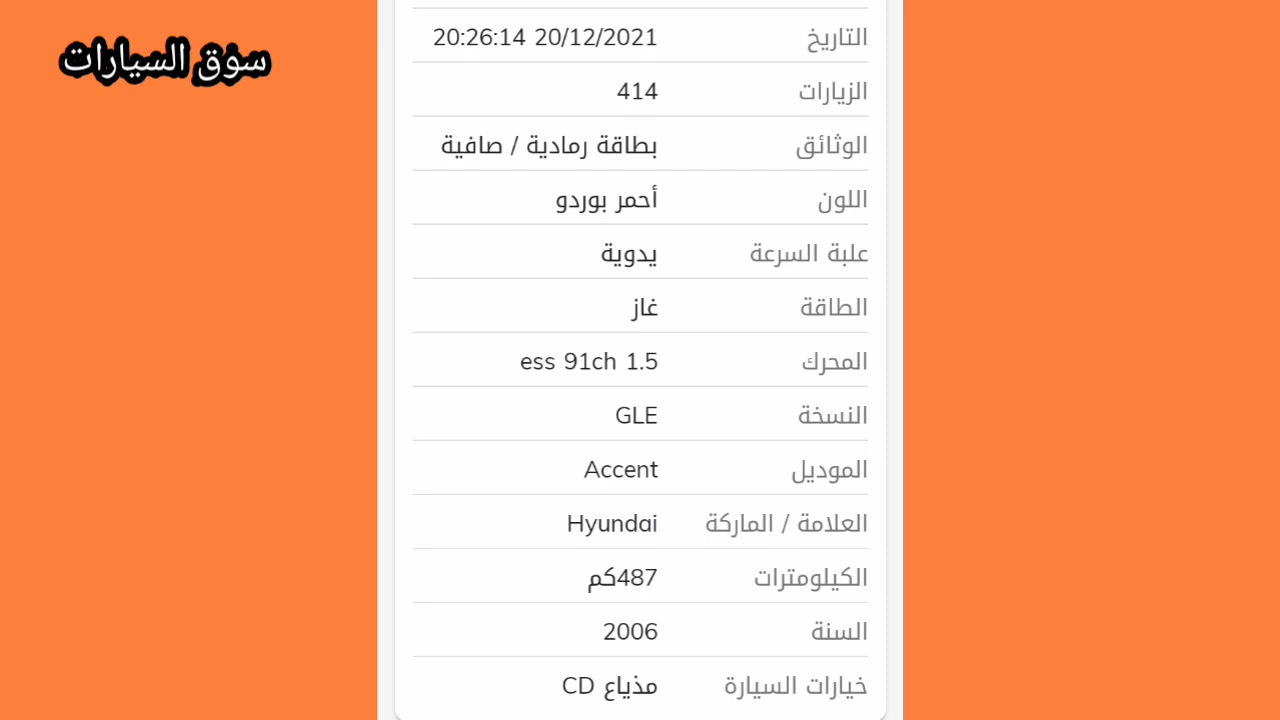 سوق السيارات
التاريخ 20:26:14 20/12/2021
الزيارات 414
الوثائق بطاقة رمادية / صافية
اللون أحمر بوردو
علبة السرعة يدوية
الطاقة غاز
المحرك ess 91ch 1.5
النسخة GLE
الموديل Accent
العلامة / الماركة Hyundai
الكيلومترات 487كم
السنة 2006
خيارات السيارة مذياع CD